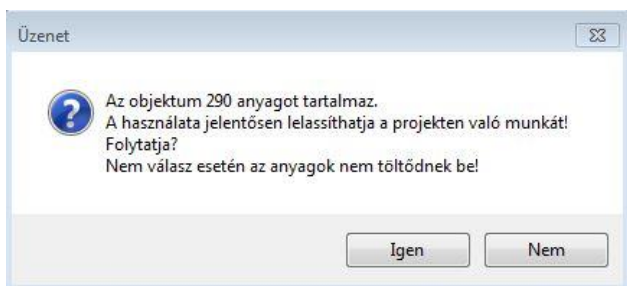 Üzenet
Az objektum 290 anyagot tartalmaz.
A használata jelentősen lelassíthatja a projekten való munkát!
Folytatja?
Nem válasz esetén az anyagok nem töltődnek be!
Igen
Nem